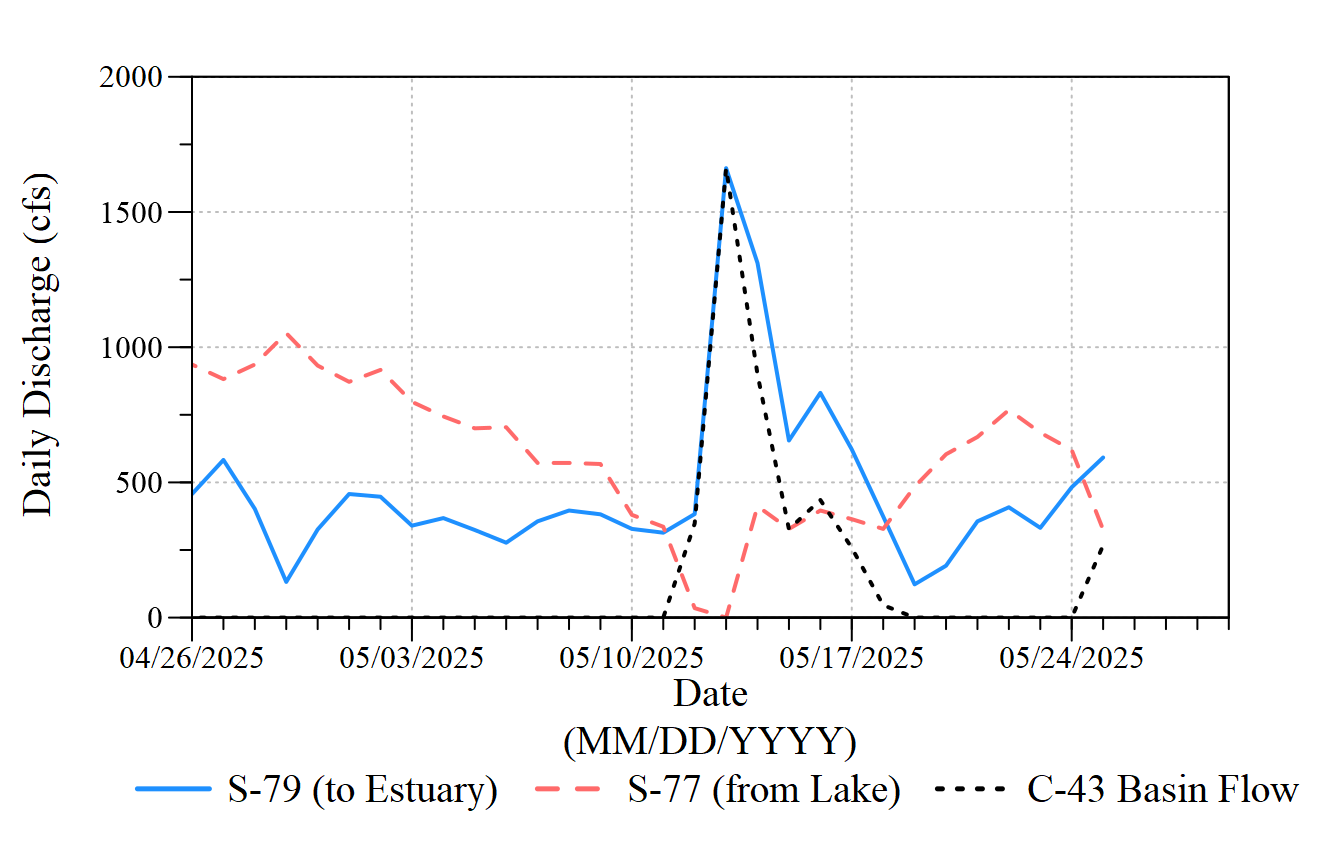 2000
1500
1000
500
0
Daily Discharge (cfs)
04/26/2025 05/03/2025 05/10/2025 05/17/2025 05/24/2025
Date
(MM/DD/YYYY)
S-79 (to Estuary) S-77 (from Lake) C-43 Basin Flow